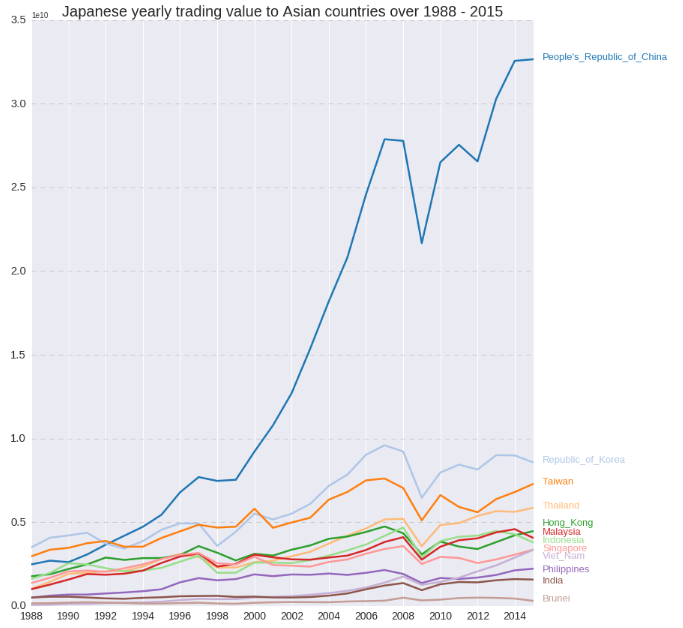 Japanese yearly trading value to Asian countries over 1988 - 2015
1e10
3.5
3.0
2.5
2.0
1.5
1.0
0.5
0.0
People's_Republic_of_China
Republic_of_Korea
Taiwan
Thailand
Hong_Kong
Malaysia
Indonesia
Singapore
Viet_Nam
Philippines
India
Brunei
1988 1990 1992 1994 1996 1998 2000 2002 2004 2006 2008 2010 2012 2014